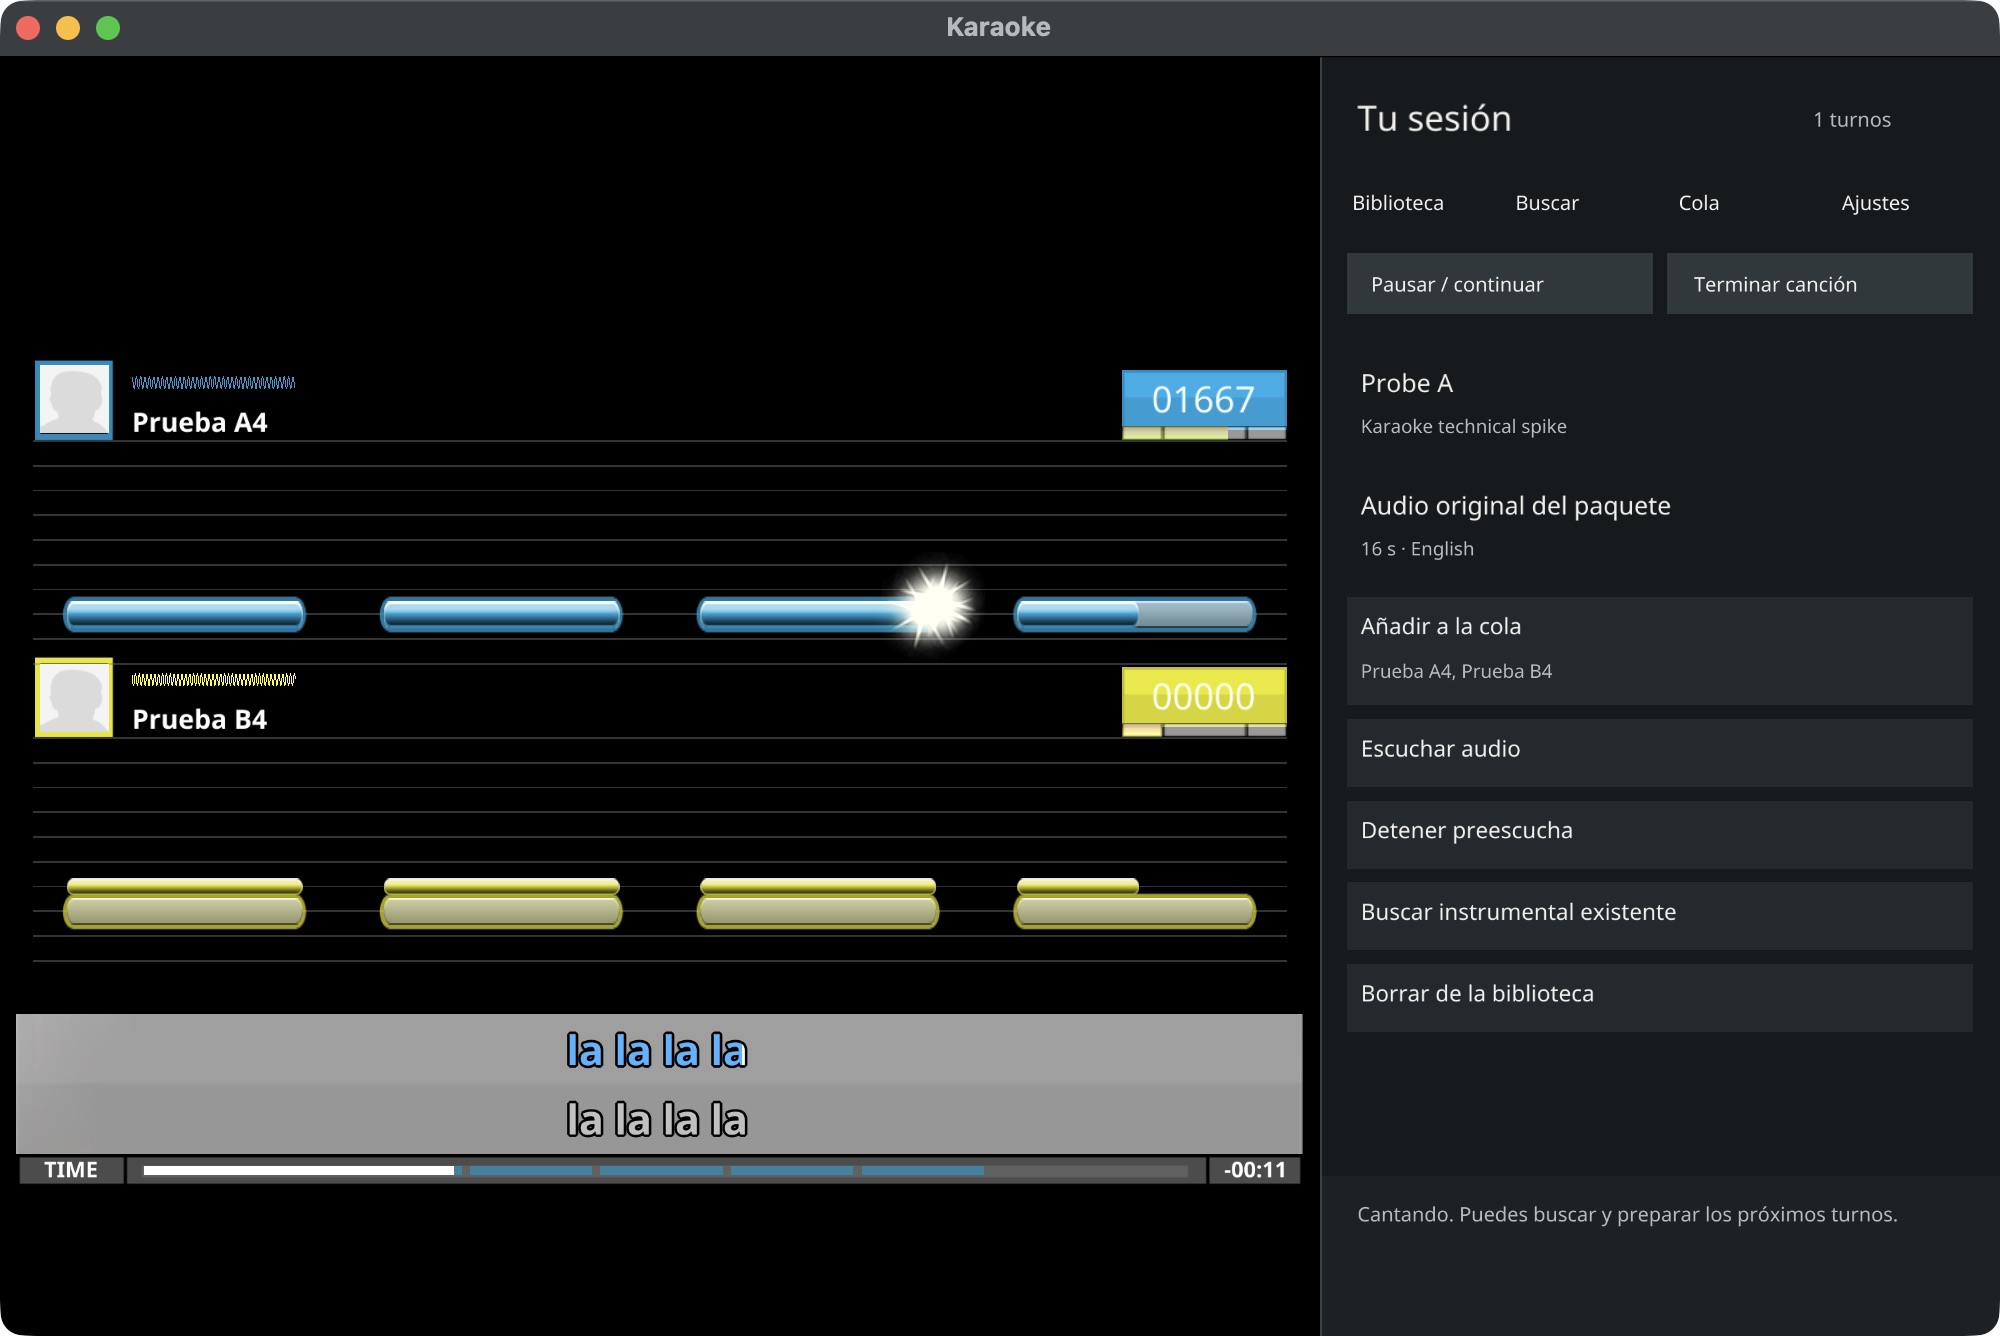 Karaoke
Prueba A4
01667
Prueba B4
00000
la la la la
la la la la
TIME
-00:11
Tu sesión
1 turnos
Biblioteca
Buscar
Cola
Ajustes
Pausar / continuar
Terminar canción
Probe A
Karaoke technical spike
Audio original del paquete
16 s · English
Añadir a la cola
Prueba A4, Prueba B4
Escuchar audio
Detener preescucha
Buscar instrumental existente
Borrar de la biblioteca
Cantando. Puedes buscar y preparar los próximos turnos.